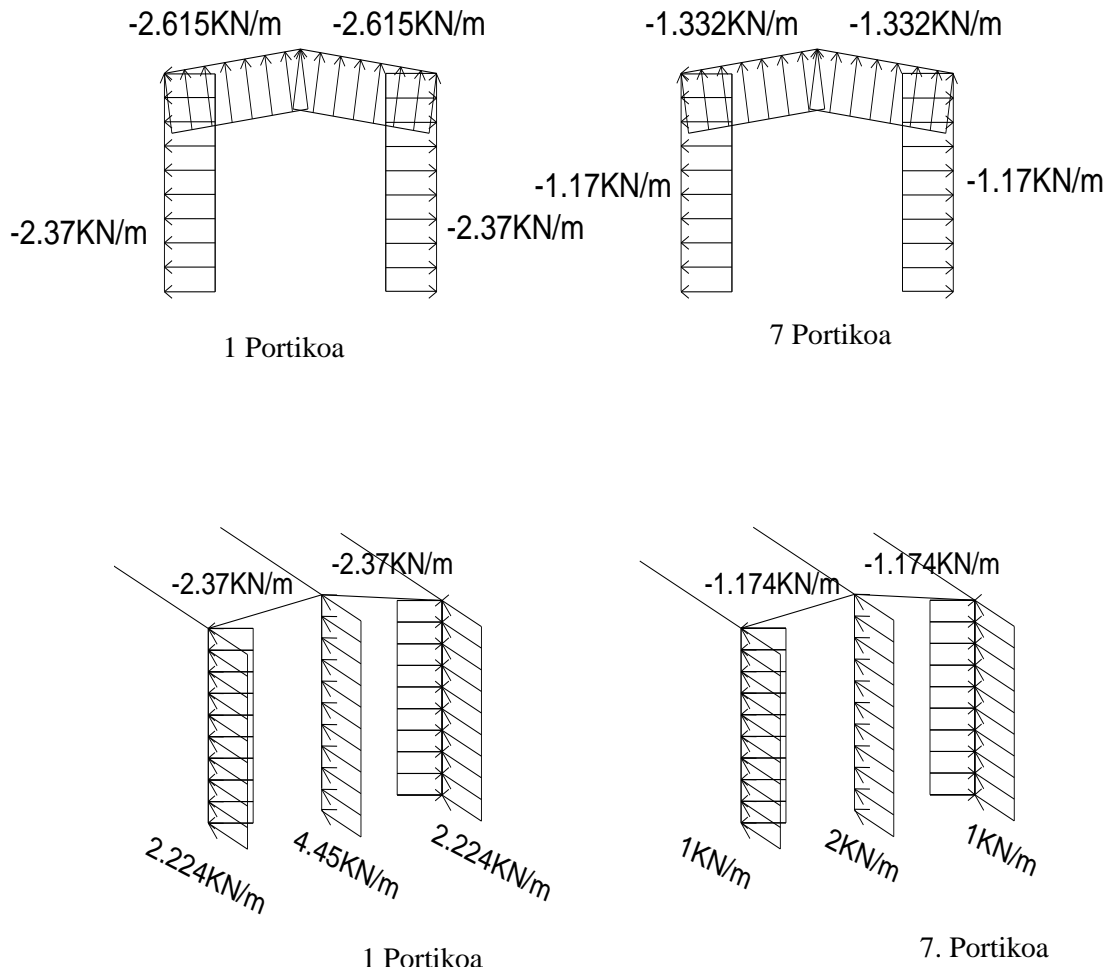 -2.615KN/m -2.615KN/m
-1.332KN/m -1.332KN/m
-2.37KN/m
-2.37KN/m
-1.17KN/m
-1.17KN/m
1 Portikoa
7 Portikoa
-2.37KN/m
-2.37KN/m
-1.174KN/m
-1.174KN/m
2.224KN/m
4.45KN/m
2.224KN/m
1KN/m
2KN/m
1KN/m
1 Portikoa
7. Portikoa